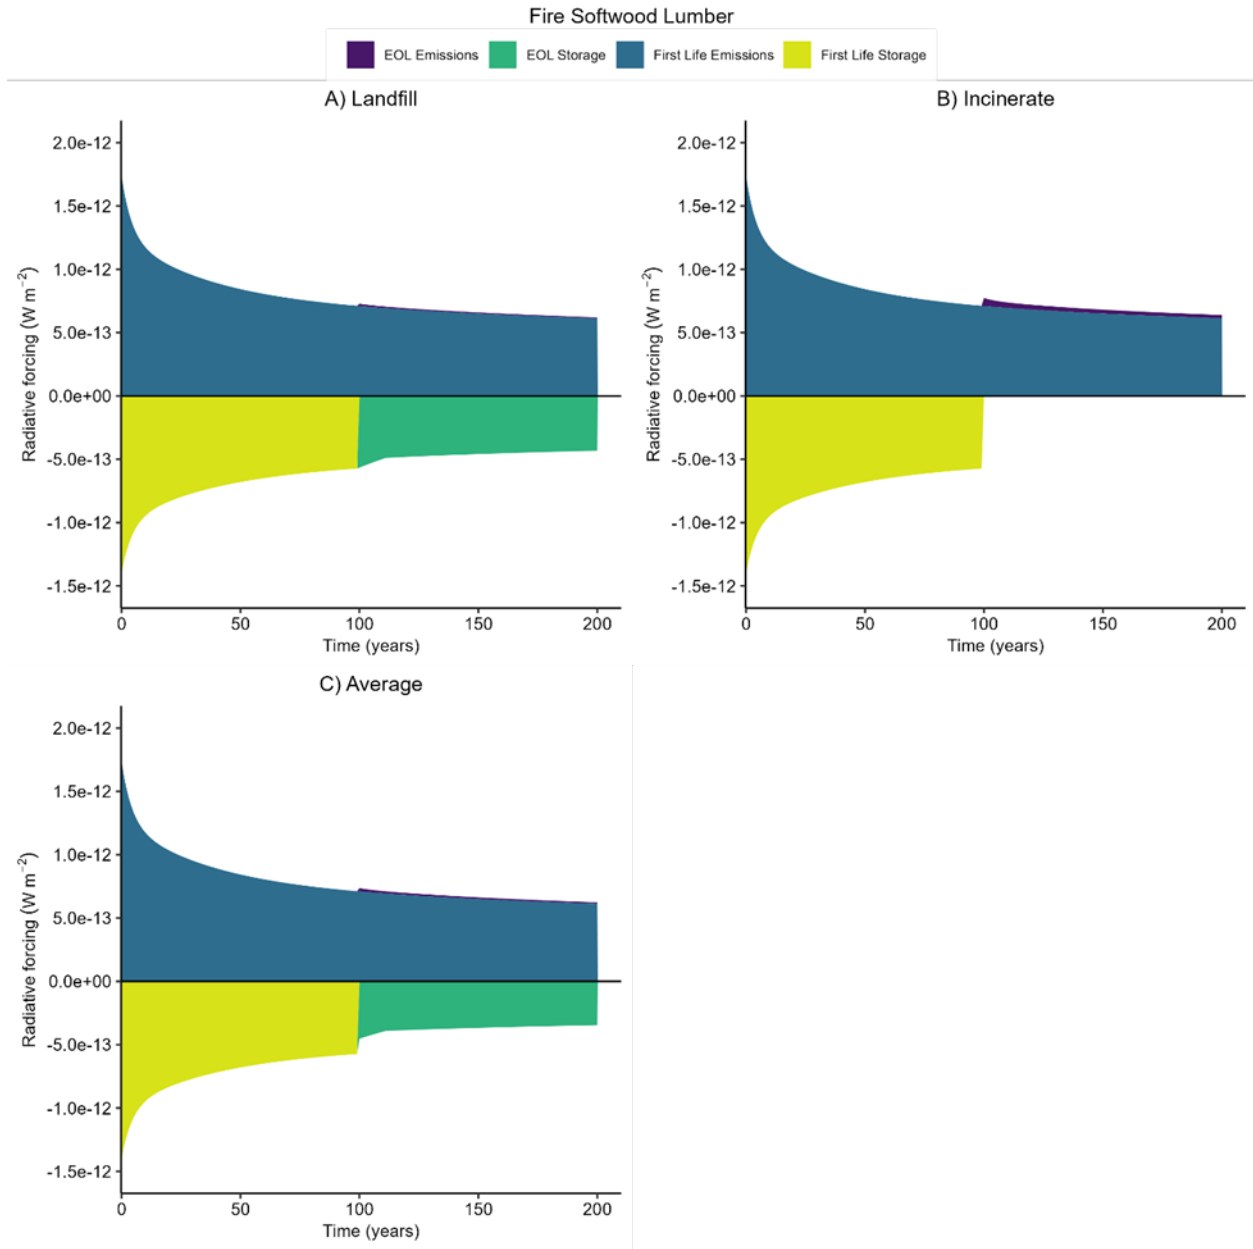 Fire Softwood Lumber
EOL Emissions EOL Storage First Life Emissions First Life Storage
A) Landfill
Radiative forcing (W m⁻²)
2.0e-12
1.5e-12
1.0e-12
5.0e-13
0.0e+00
-5.0e-13
-1.0e-12
-1.5e-12
0 50 100 150 200
Time (years)
B) Incinerate
Radiative forcing (W m⁻²)
2.0e-12
1.5e-12
1.0e-12
5.0e-13
0.0e+00
-5.0e-13
-1.0e-12
-1.5e-12
0 50 100 150 200
Time (years)
C) Average
Radiative forcing (W m⁻²)
2.0e-12
1.5e-12
1.0e-12
5.0e-13
0.0e+00
-5.0e-13
-1.0e-12
-1.5e-12
0 50 100 150 200
Time (years)